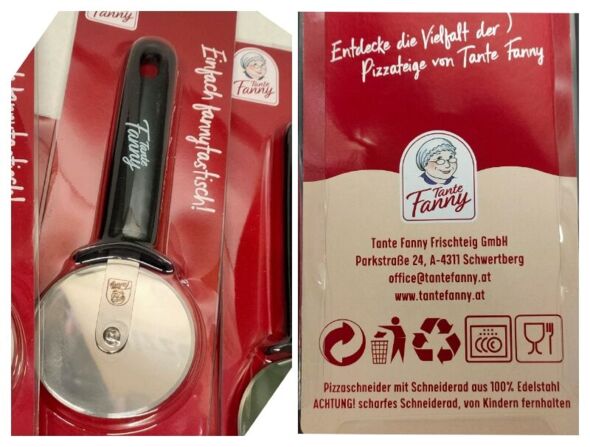 Tante
Fanny
Einfach fannytastisch!
Tante
Fanny
Tante
Fanny
Entdecke die Vielfalt der
Pizzateige von Tante Fanny
Tante
Fanny
Tante Fanny Frischteig GmbH
Parkstraße 24, A-4311 Schwertberg
office@tantefanny.at
www.tantefanny.at
Pizzaschneider mit Schneiderad aus 100% Edelstahl
ACHTUNG! scharfes Schneiderad, von Kindern fernhalten